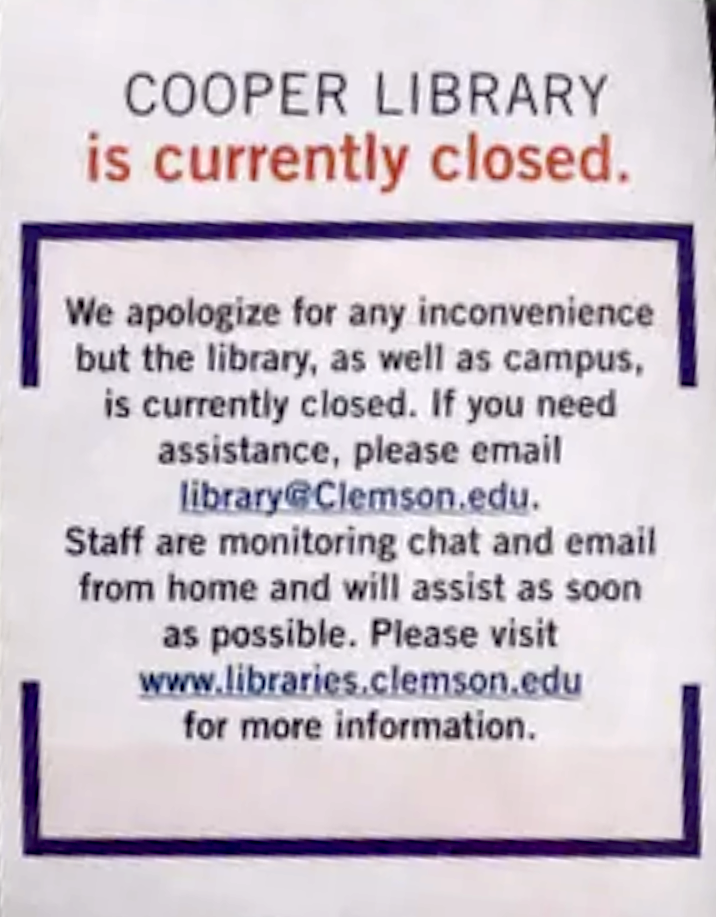 COOPER LIBRARY
is currently closed.
We apologize for any inconvenience
but the library, as well as campus,
is currently closed. If you need
assistance, please email
library@Clemson.edu.
Staff are monitoring chat and email
from home and will assist as soon
as possible. Please visit
www.libraries.clemson.edu
for more information.